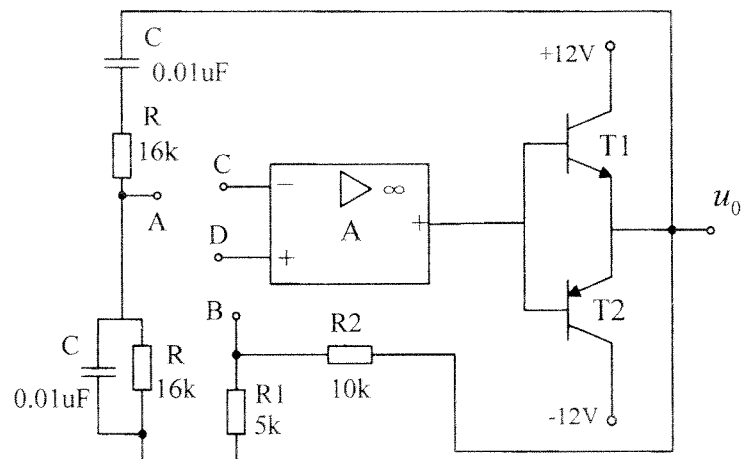 C
0.01uF
R
16k
A
+12V
T1
C
− ▷ ∞
A
+
D
+
u₀
T2
B
R2
10k
C
R
0.01uF
16k
R1
5k
-12V